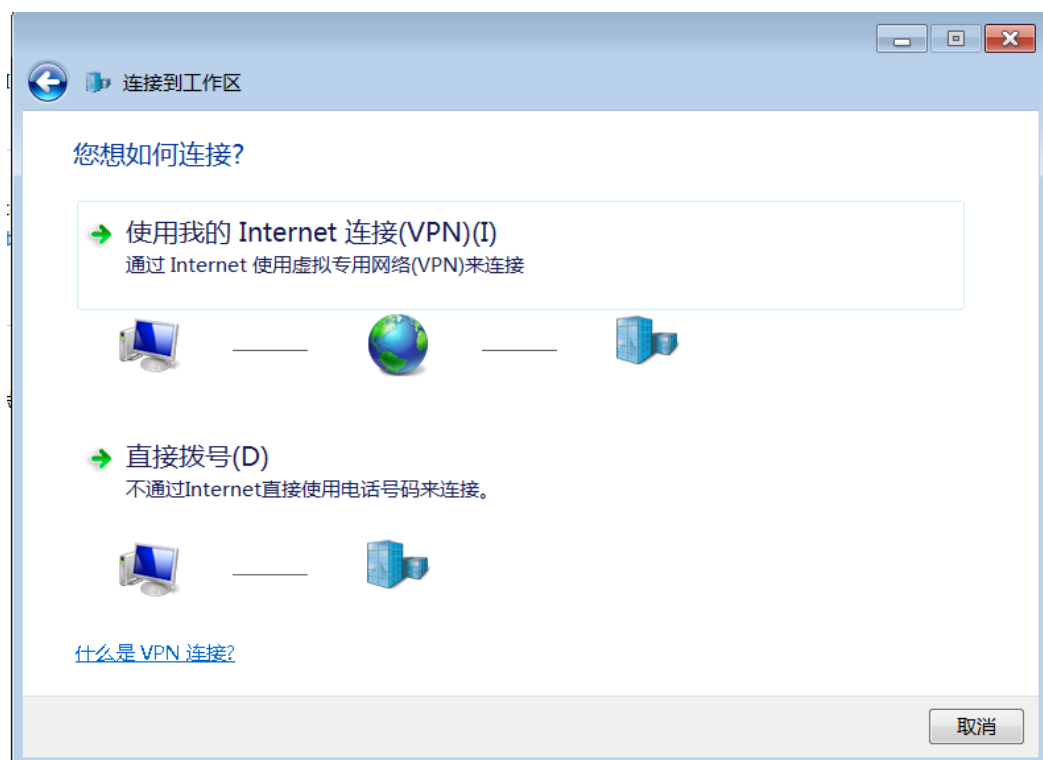 连接到工作区
您想如何连接?
使用我的 Internet 连接(VPN)(I)
通过 Internet 使用虚拟专用网络(VPN)来连接
直接拨号(D)
不通过Internet直接使用电话号码来连接。
什么是 VPN 连接?
取消